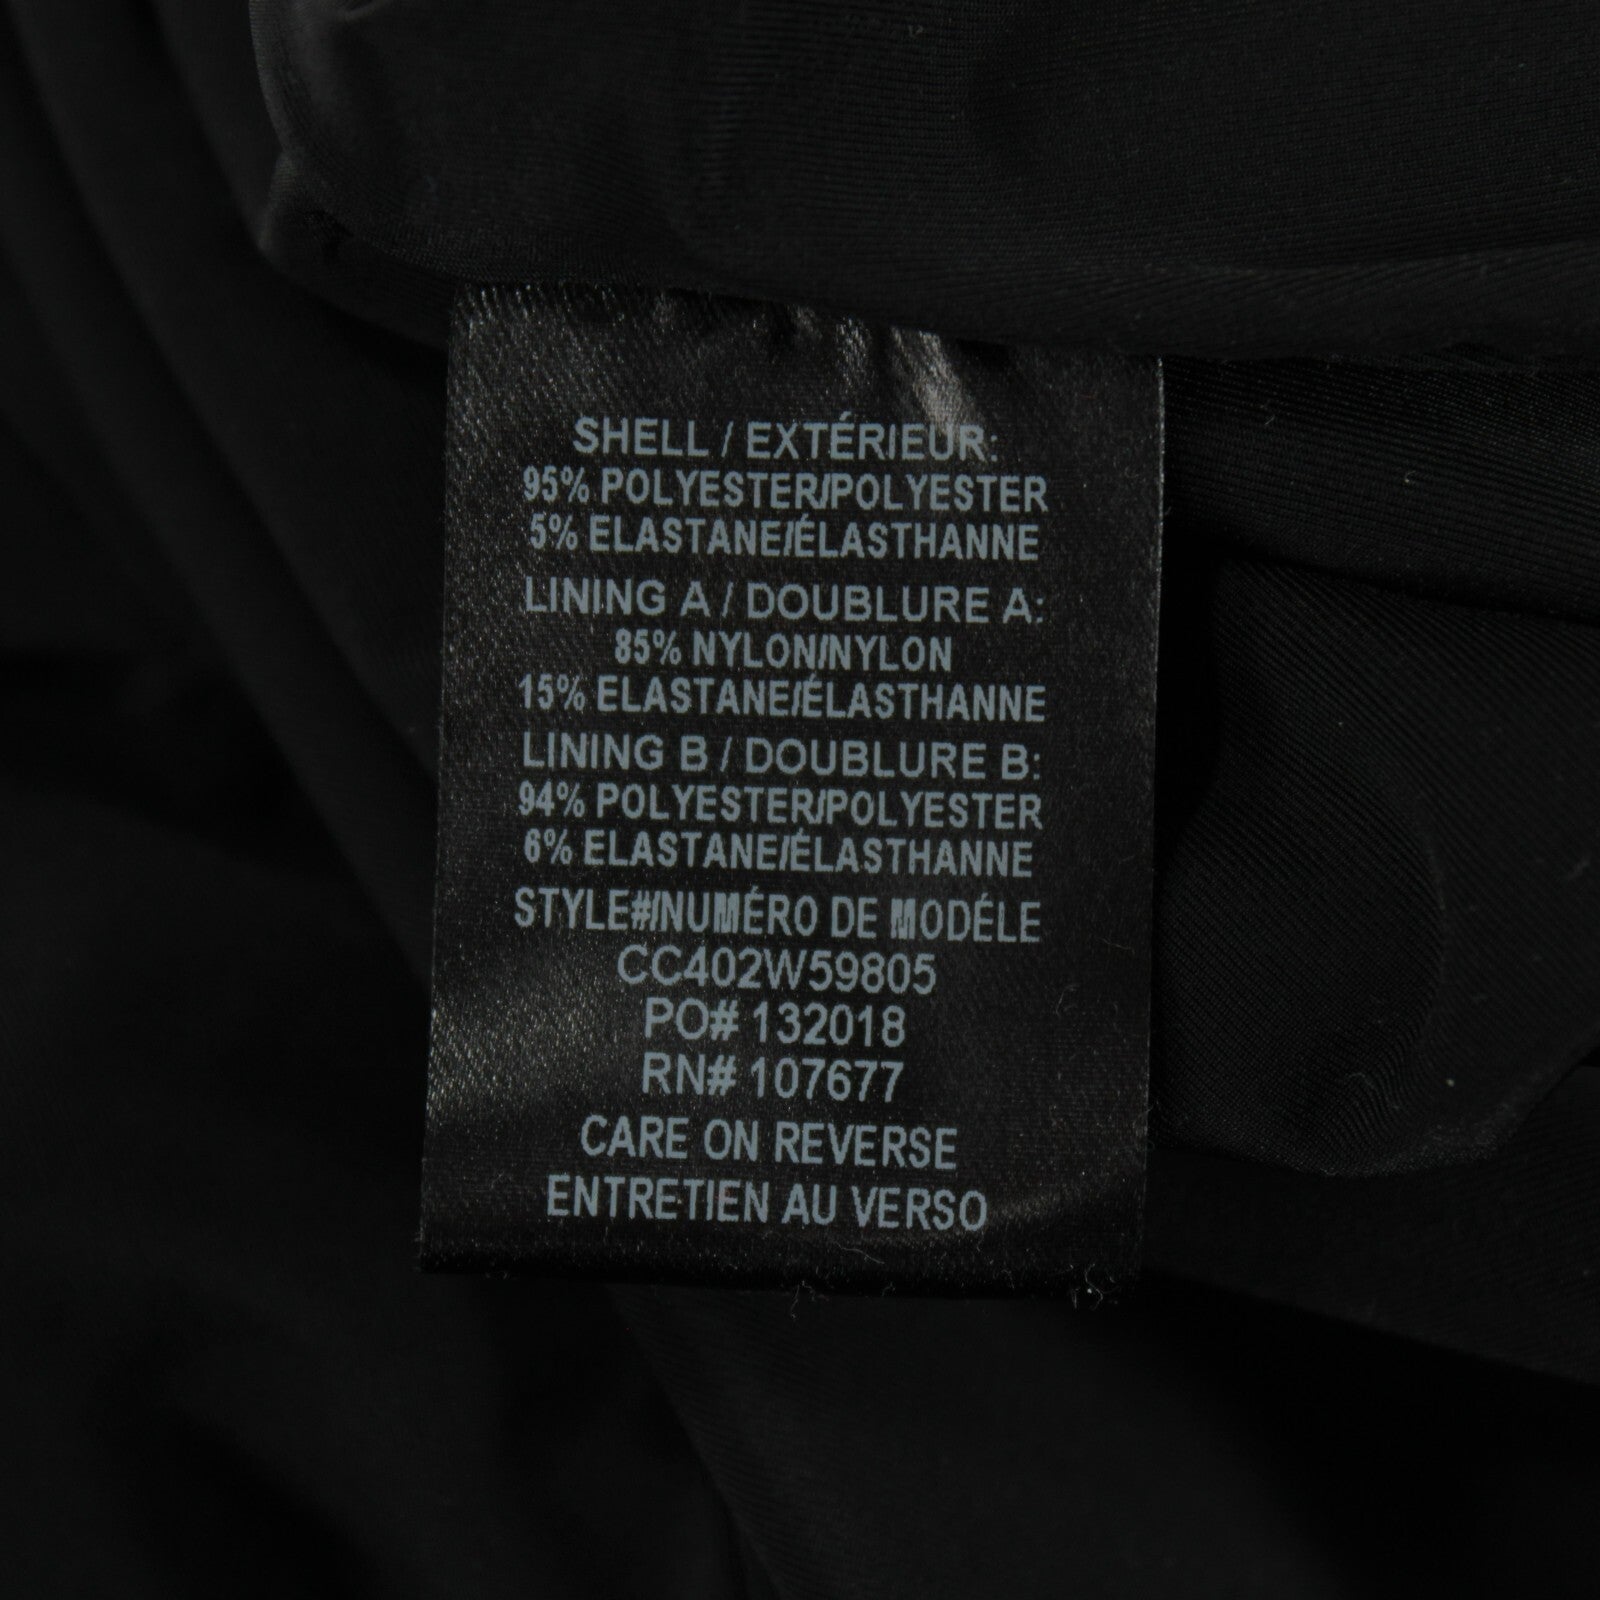 SHELL / EXTÉRIEUR:
95% POLYESTER/POLYESTER
5% ELASTANE/ÉLASTHANNE
LINING A / DOUBLURE A:
85% NYLON/NYLON
15% ELASTANE/ÉLASTHANNE
LINING B / DOUBLURE B:
94% POLYESTER/POLYESTER
6% ELASTANE/ÉLASTHANNE
STYLE#/NUMÉRO DE MODÉLE
CC402W59805
PO# 132018
RN# 107677
CARE ON REVERSE
ENTRETIEN AU VERSO